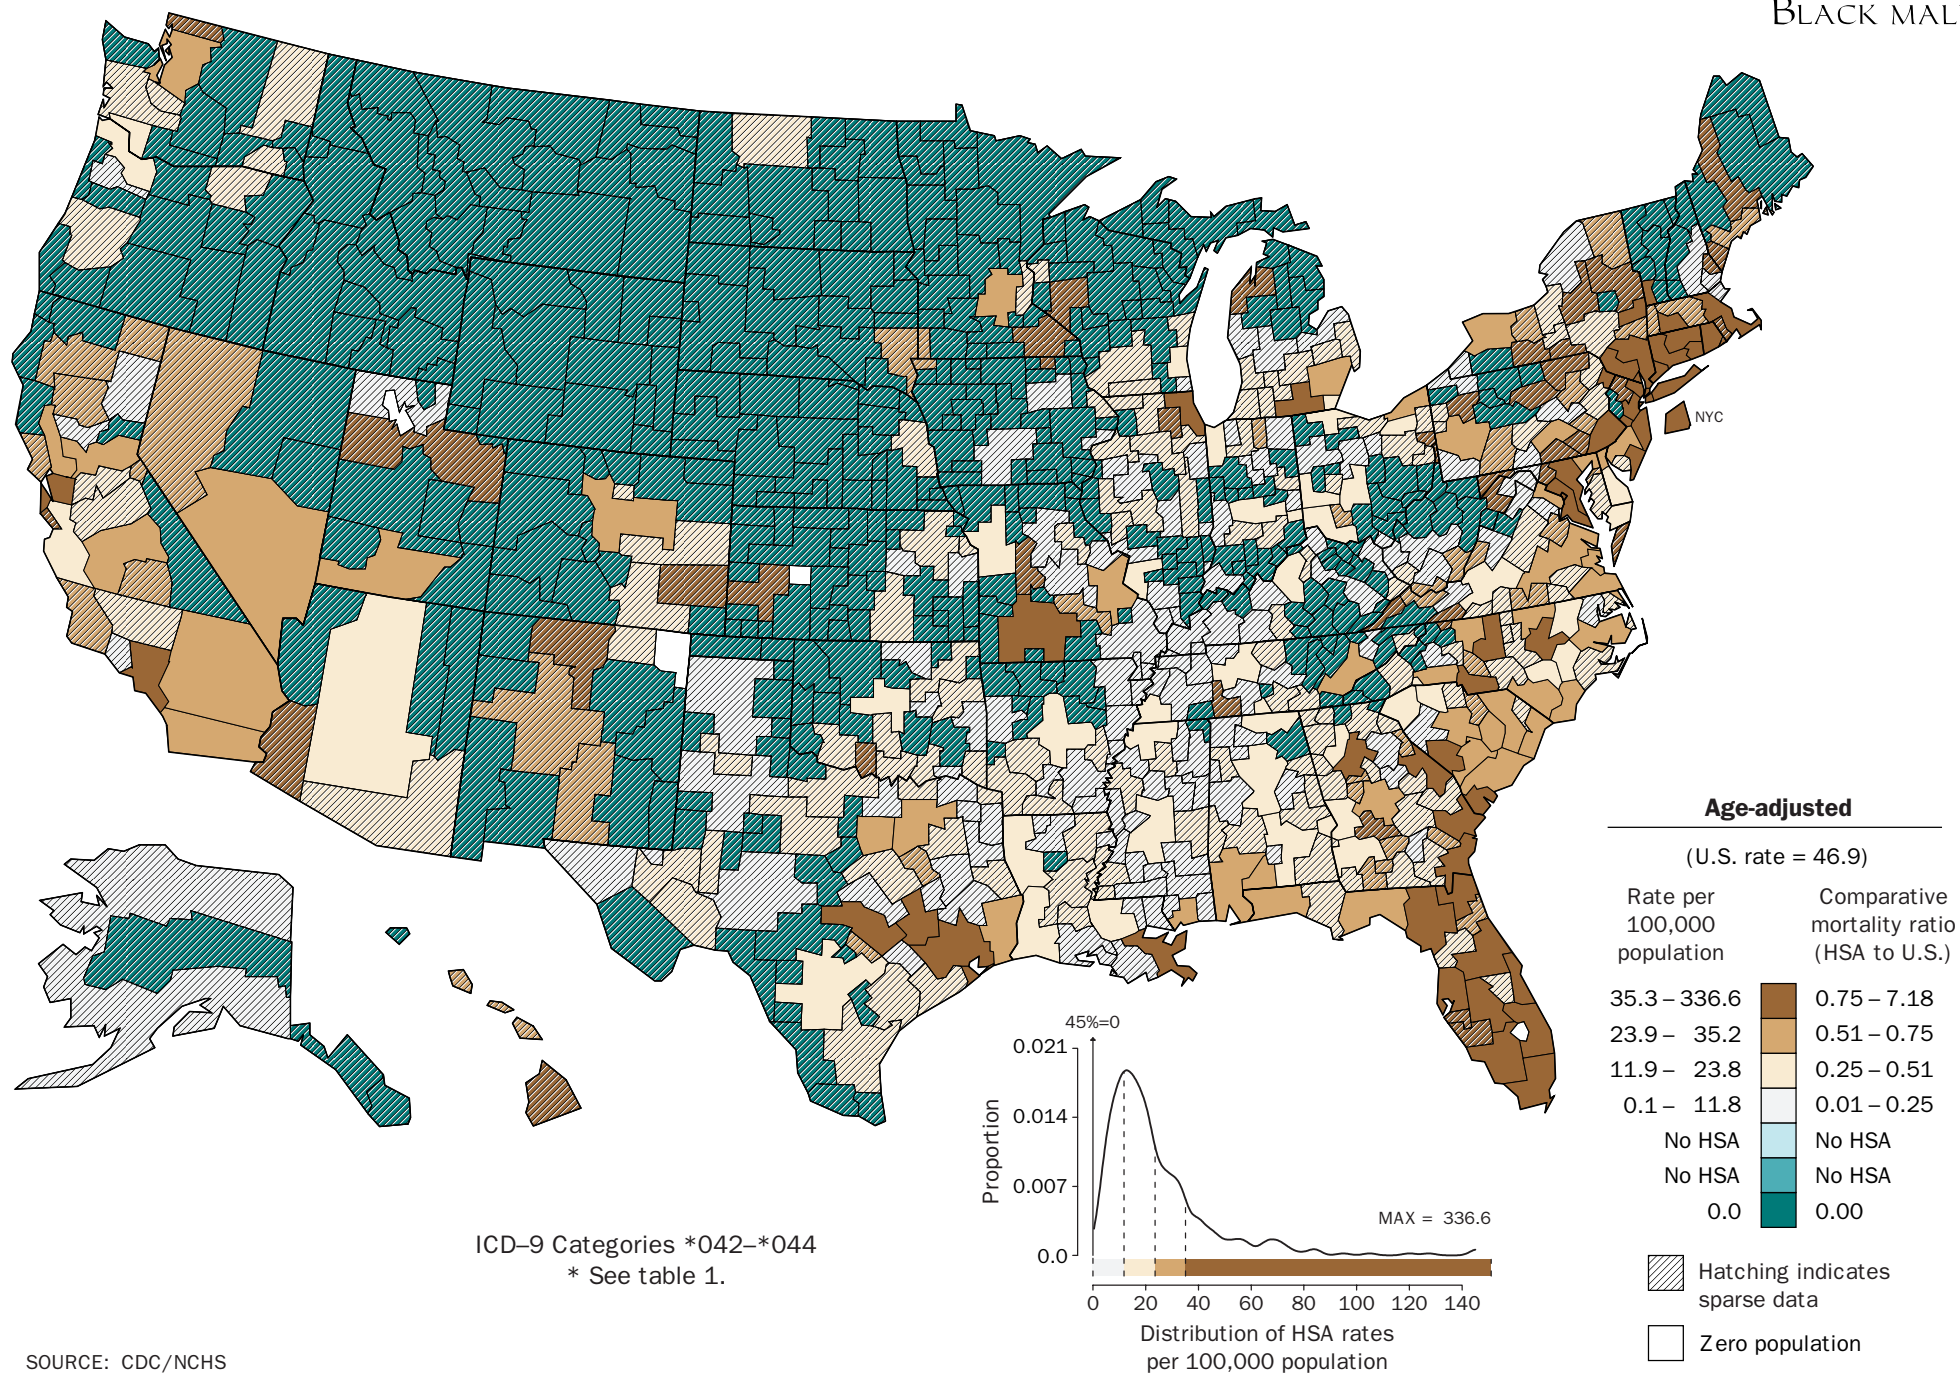 BLACK MAL
NYC
Age-adjusted
(U.S. rate = 46.9)
Rate per
100,000
population
Comparative
mortality ratio
(HSA to U.S.)
35.3 – 336.6 0.75 – 7.18
23.9 – 35.2 0.51 – 0.75
11.9 – 23.8 0.25 – 0.51
0.1 – 11.8 0.01 – 0.25
No HSA No HSA
No HSA No HSA
0.0 0.00
Hatching indicates
sparse data
Zero population
45%=0
0.021
0.014
0.007
0.0
Proportion
MAX = 336.6
0 20 40 60 80 100 120 140
Distribution of HSA rates
per 100,000 population
ICD–9 Categories *042–*044
* See table 1.
SOURCE: CDC/NCHS